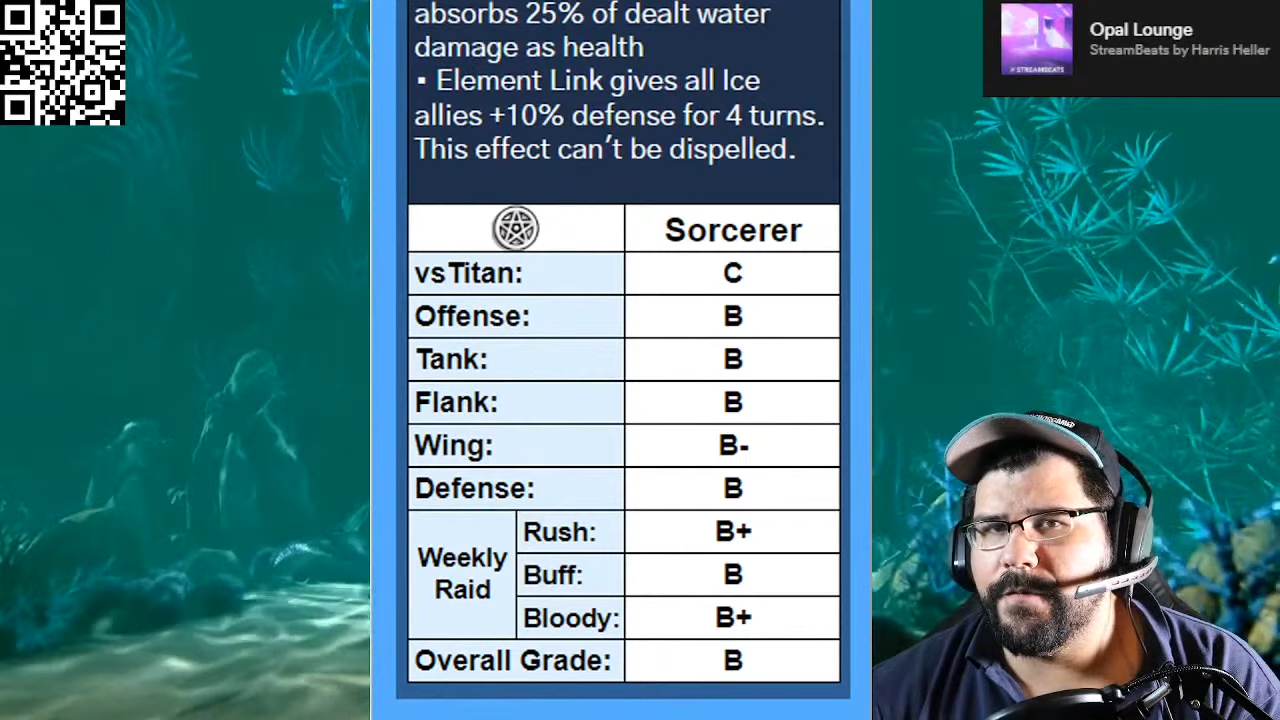 absorbs 25% of dealt water
damage as health
▪ Element Link gives all Ice
allies +10% defense for 4 turns.
This effect can't be dispelled.
Sorcerer
vsTitan: C
Offense: B
Tank: B
Flank: B
Wing: B-
Defense: B
Weekly Raid
Rush: B+
Buff: B
Bloody: B+
Overall Grade: B
Opal Lounge
StreamBeats by Harris Heller
#STREAMBEATS